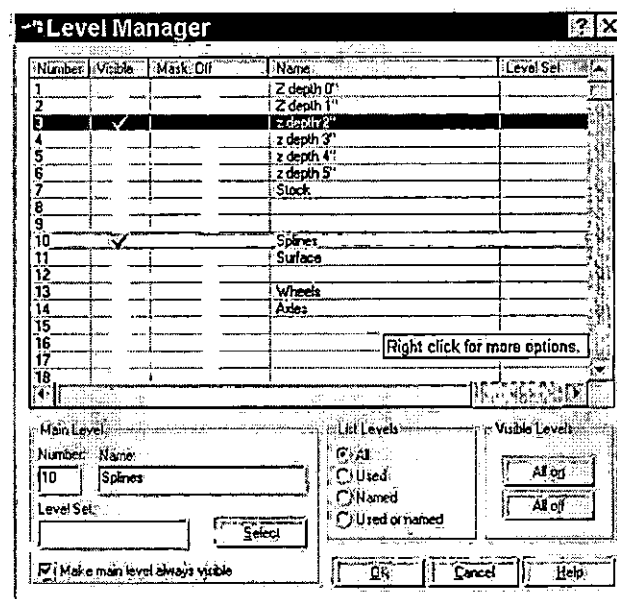 Level Manager
Number Visible Mask: Off Name Level Set
1 Z depth 0"
2 Z depth 1"
3 z depth 2"
4 z depth 3"
5 z depth 4"
6 z depth 5"
7 Stock
8
9
10 Splines
11 Surface
12
13 Wheels
14 Axles
15
16
17
18
Right click for more options.
Main Level
Number: Name:
10 Splines
Level Set:
Select
Make main level always visible
List Levels
All
Used
Named
Used or named
Visible Levels
All on
All off
OK Cancel Help